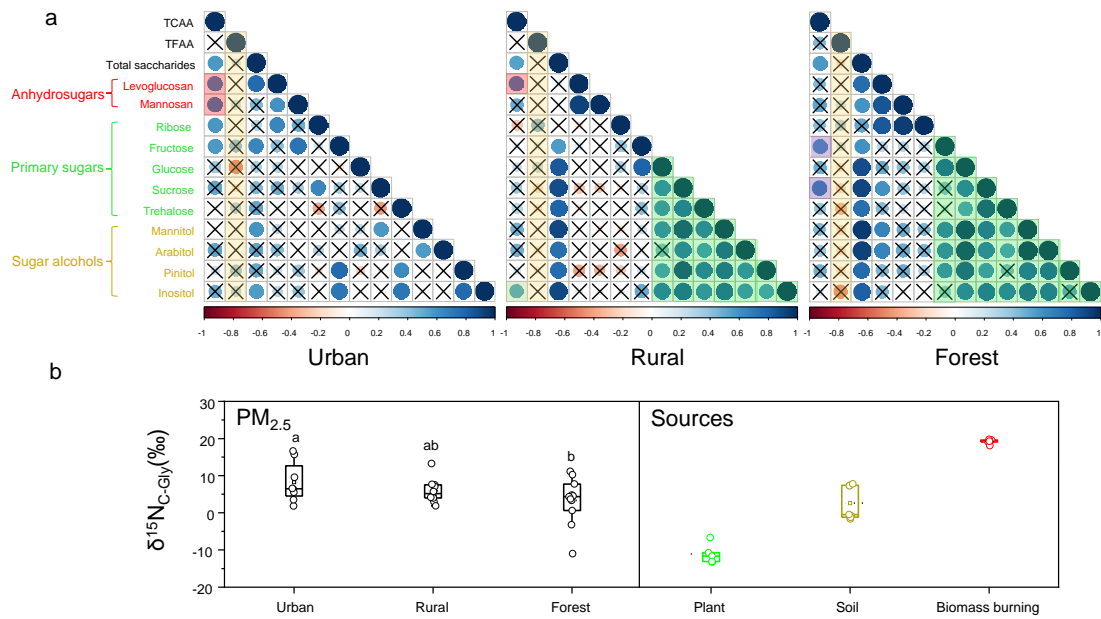 a
TCAA
TFAA
Total saccharides
Anhydrosugars
Levoglucosan
Mannosan
Primary sugars
Ribose
Fructose
Glucose
Sucrose
Trehalose
Sugar alcohols
Mannitol
Arabitol
Pinitol
Inositol
-1 -0.8 -0.6 -0.4 -0.2 0 0.2 0.4 0.6 0.8 1
-1 -0.8 -0.6 -0.4 -0.2 0 0.2 0.4 0.6 0.8 1
-1 -0.8 -0.6 -0.4 -0.2 0 0.2 0.4 0.6 0.8 1
Urban Rural Forest
b
δ¹⁵N_C-Gly(‰)
30
20
10
0
-10
-20
PM₂.₅
a
ab
b
Sources
Urban Rural Forest Plant Soil Biomass burning